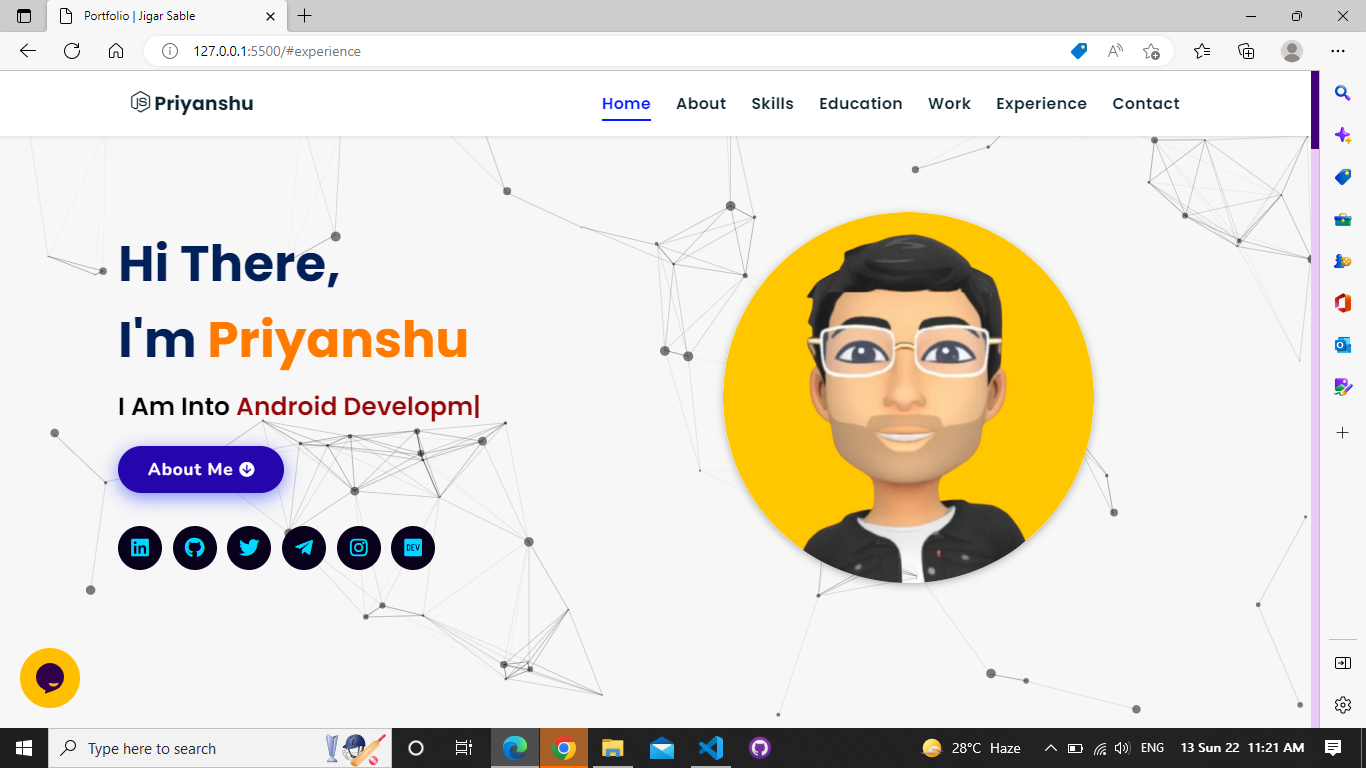 Portfolio | Jigar Sable
127.0.0.1:5500/#experience
JS Priyanshu
Home About Skills Education Work Experience Contact
Hi There,
I'm Priyanshu
I Am Into Android Developm|
About Me
in DEV
Type here to search
28°C Haze
ENG
13 Sun 22 11:21 AM